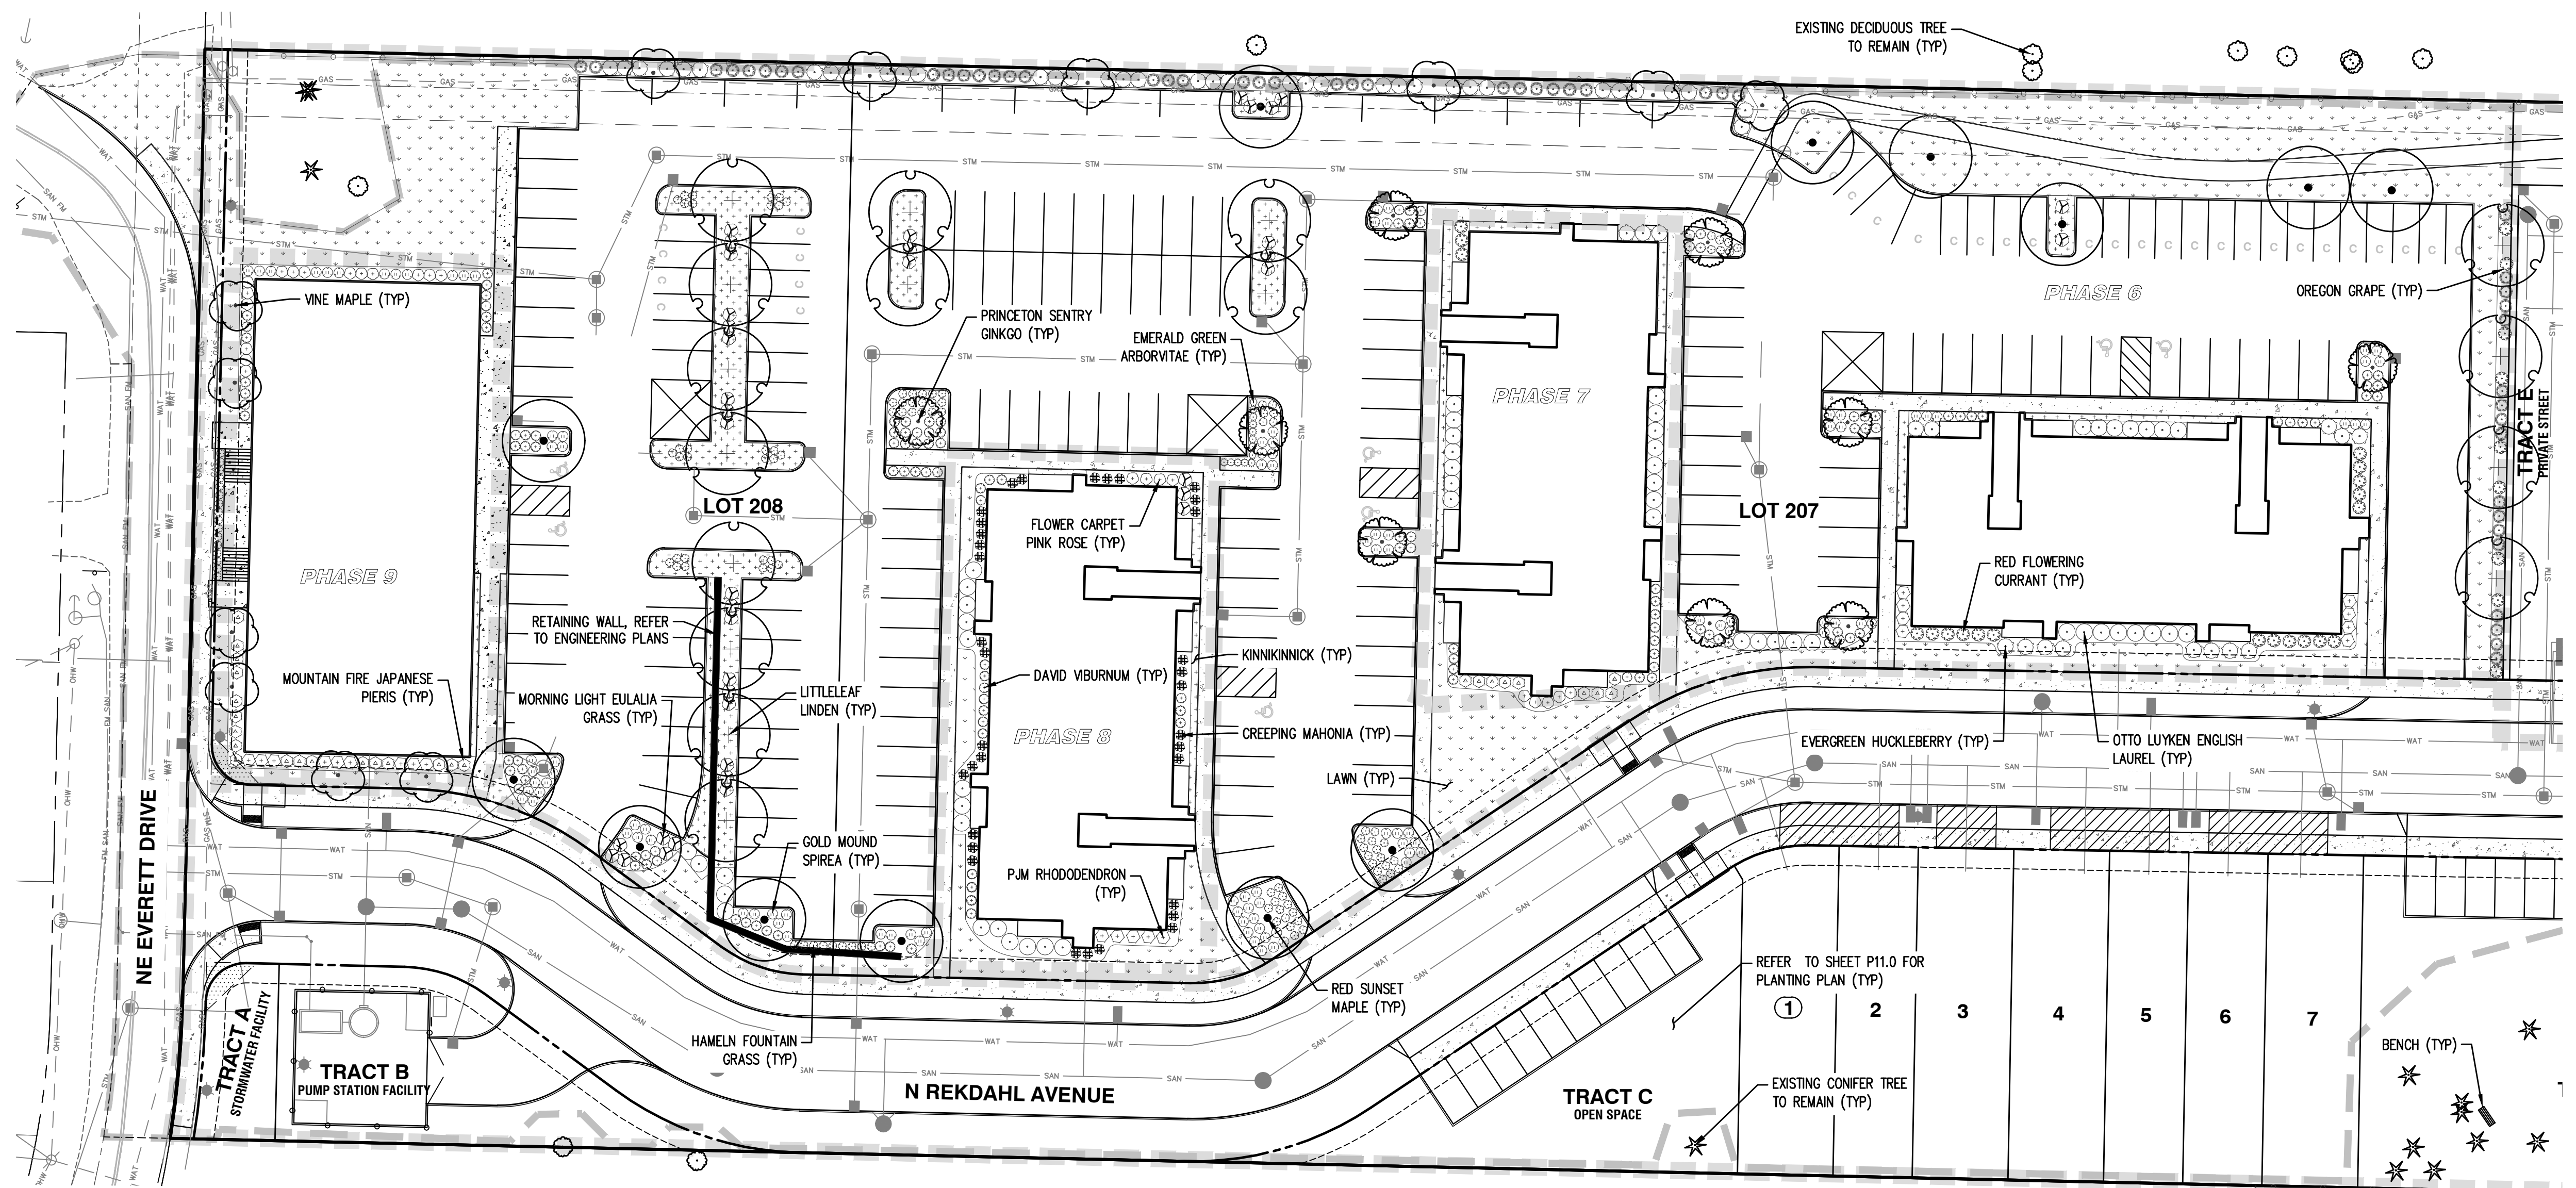 EXISTING DECIDUOUS TREE
TO REMAIN (TYP)
VINE MAPLE (TYP)
PRINCETON SENTRY
GINKGO (TYP)
EMERALD GREEN
ARBORVITAE (TYP)
PHASE 6
OREGON GRAPE (TYP)
PHASE 7
TRACT E
PRIVATE STREET
LOT 208
LOT 207
FLOWER CARPET
PINK ROSE (TYP)
PHASE 9
RED FLOWERING
CURRANT (TYP)
RETAINING WALL, REFER
TO ENGINEERING PLANS
KINNIKINNICK (TYP)
DAVID VIBURNUM (TYP)
MOUNTAIN FIRE JAPANESE
PIERIS (TYP)
MORNING LIGHT EULALIA
GRASS (TYP)
LITTLELEAF
LINDEN (TYP)
PHASE 8
CREEPING MAHONIA (TYP)
EVERGREEN HUCKLEBERRY (TYP)
OTTO LUYKEN ENGLISH
LAUREL (TYP)
LAWN (TYP)
NE EVERETT DRIVE
GOLD MOUND
SPIREA (TYP)
PJM RHODODENDRON
(TYP)
REFER TO SHEET P11.0 FOR
PLANTING PLAN (TYP)
RED SUNSET
MAPLE (TYP)
1
2
3
4
5
6
7
HAMELN FOUNTAIN
GRASS (TYP)
BENCH (TYP)
TRACT A
STORMWATER FACILITY
TRACT B
PUMP STATION FACILITY
N REKDAHL AVENUE
TRACT C
OPEN SPACE
EXISTING CONIFER TREE
TO REMAIN (TYP)
GAS
STM
WAT
SAN
OHW
SAN FM
C